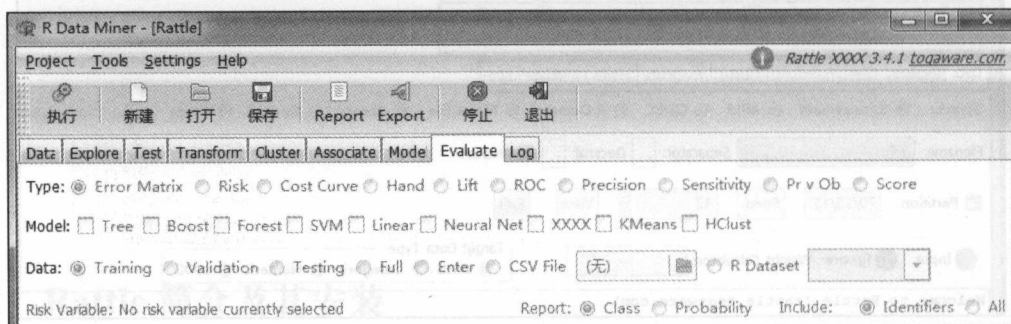 R Data Miner - [Rattle]
Project Tools Settings Help
Rattle XXXX 3.4.1 togaware.com
执行 新建 打开 保存 Report Export 停止 退出
Data Explore Test Transform Cluster Associate Mode Evaluate Log
Type: Error Matrix Risk Cost Curve Hand Lift ROC Precision Sensitivity Pr v Ob Score
Model: Tree Boost Forest SVM Linear Neural Net XXXX KMeans HClust
Data: Training Validation Testing Full Enter CSV File (无) R Dataset
Risk Variable: No risk variable currently selected Report: Class Probability Include: Identifiers All